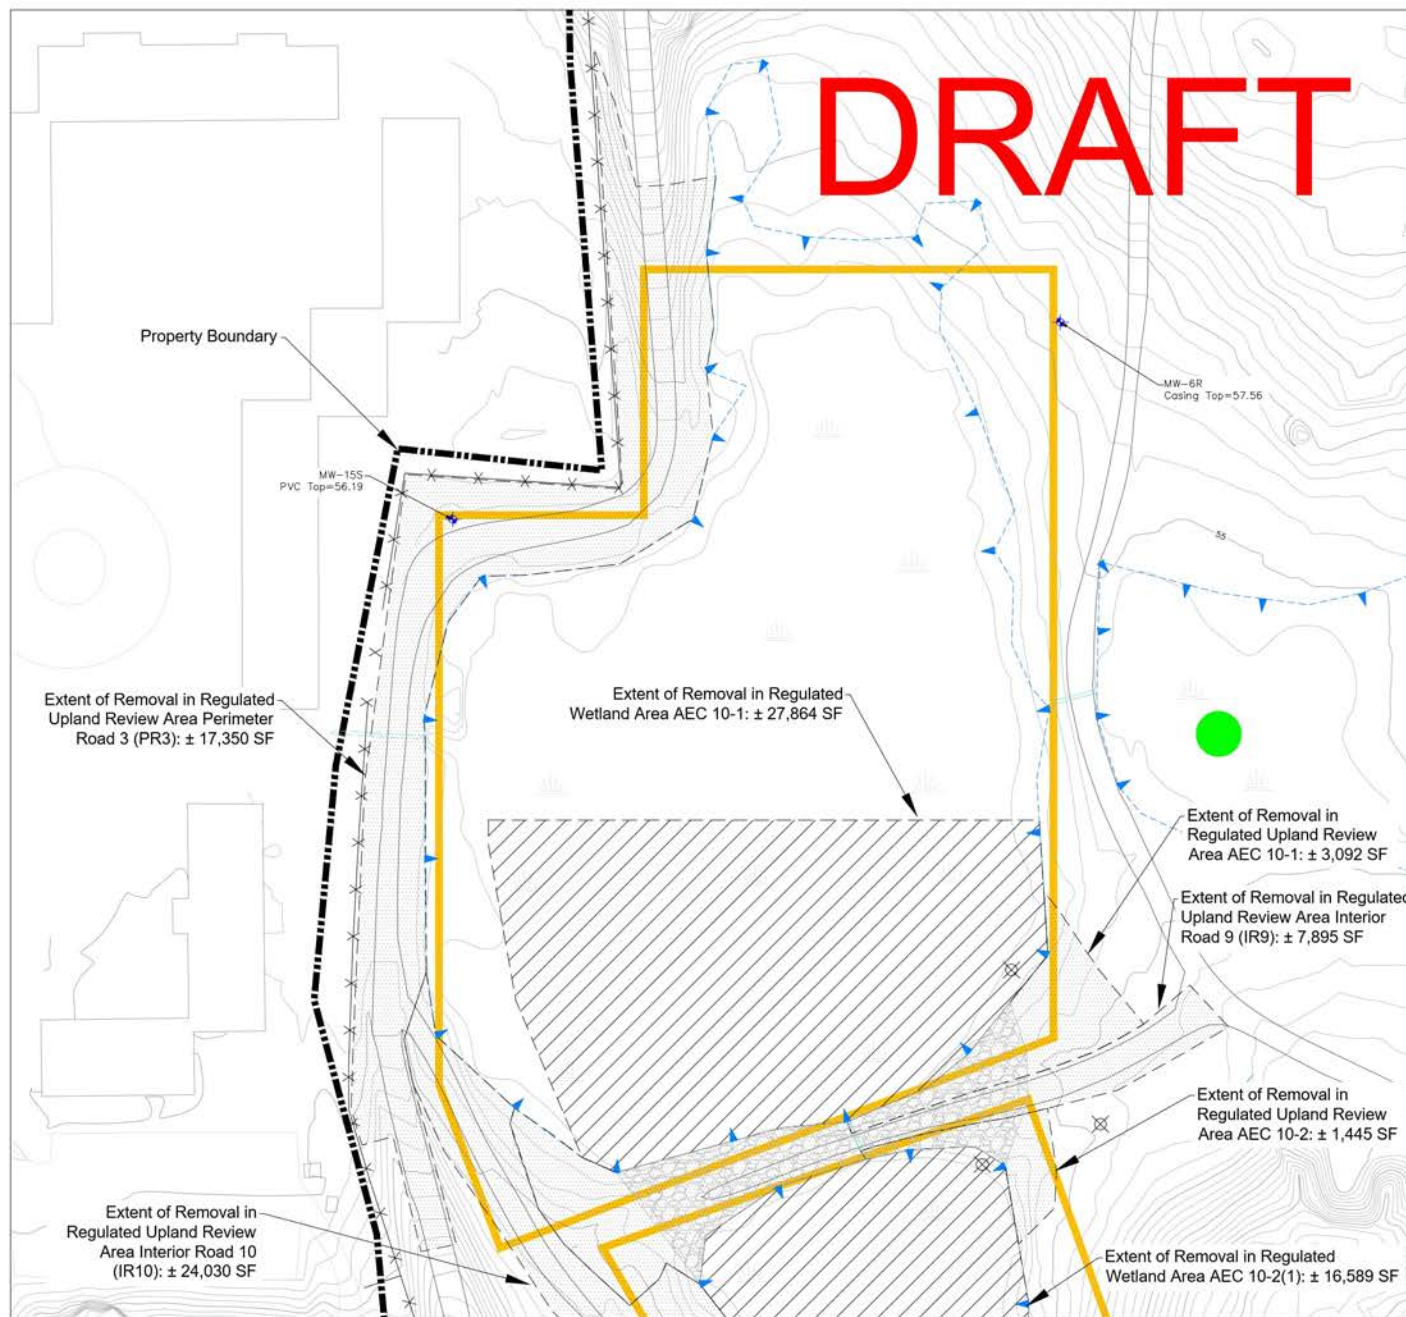 DRAFT
Property Boundary
MW-6R
Casing Top=57.56
MW-15S
PVC Top=56.19
55
Extent of Removal in Regulated
Upland Review Area Perimeter
Road 3 (PR3): ± 17,350 SF
Extent of Removal in Regulated
Wetland Area AEC 10-1: ± 27,864 SF
Extent of Removal in
Regulated Upland Review
Area AEC 10-1: ± 3,092 SF
Extent of Removal in Regulated
Upland Review Area Interior
Road 9 (IR9): ± 7,895 SF
Extent of Removal in
Regulated Upland Review
Area AEC 10-2: ± 1,445 SF
Extent of Removal in
Regulated Upland Review
Area Interior Road 10
(IR10): ± 24,030 SF
Extent of Removal in Regulated
Wetland Area AEC 10-2(1): ± 16,589 SF